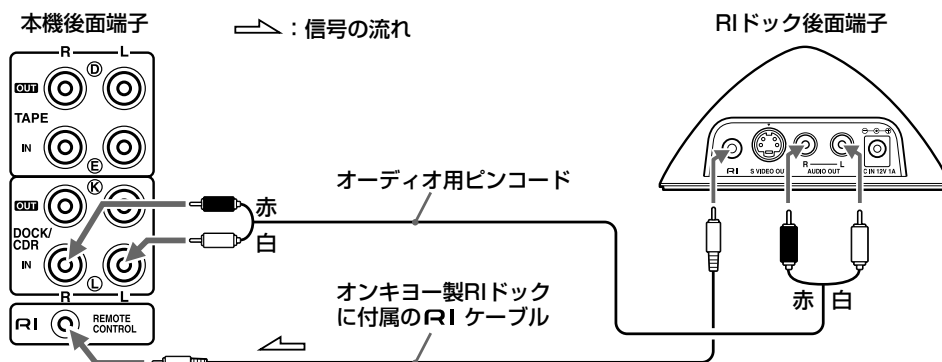 本機後面端子
：信号の流れ
RIドック後面端子
R L
D
OUT
TAPE
IN
E
K
OUT
DOCK/
CDR
IN
L
R L
RI REMOTE
CONTROL
赤
白
オーディオ用ピンコード
オンキヨー製RIドック
に付属のRI ケーブル
R L
RI S VIDEO OU AUDIO OUT C IN 12V 1A
赤 白